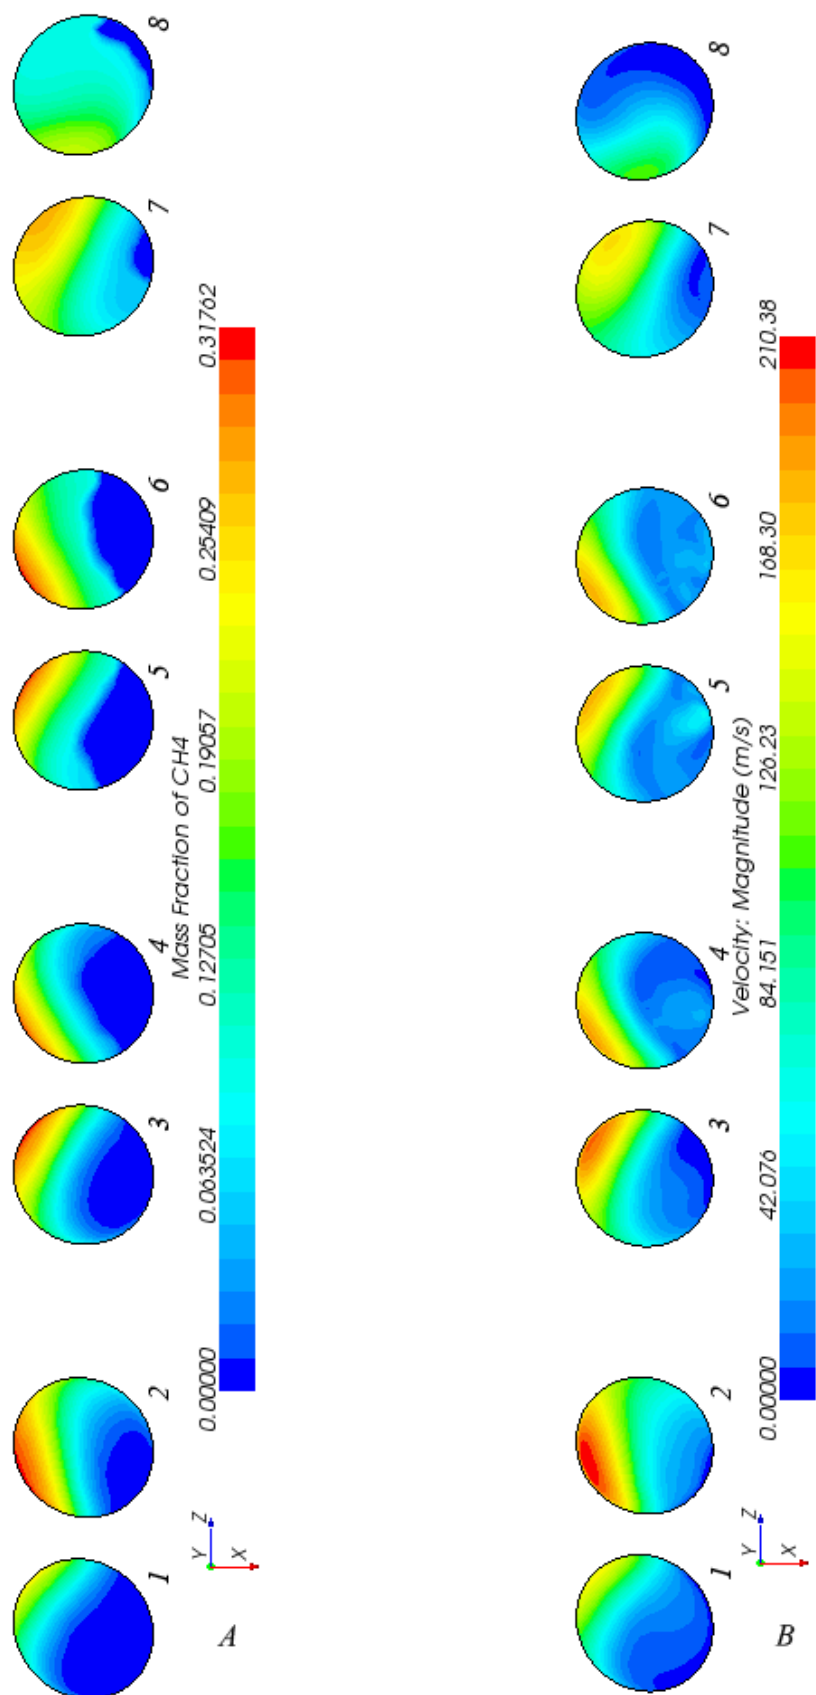 1 2 3 4 5 6 7 8
Mass Fraction of CH4
0.00000 0.063524 0.12705 0.19057 0.25409 0.31762
Y Z
X
A
1 2 3 4 5 6 7 8
Velocity: Magnitude (m/s)
0.00000 42.076 84.151 126.23 168.30 210.38
Y Z
X
B